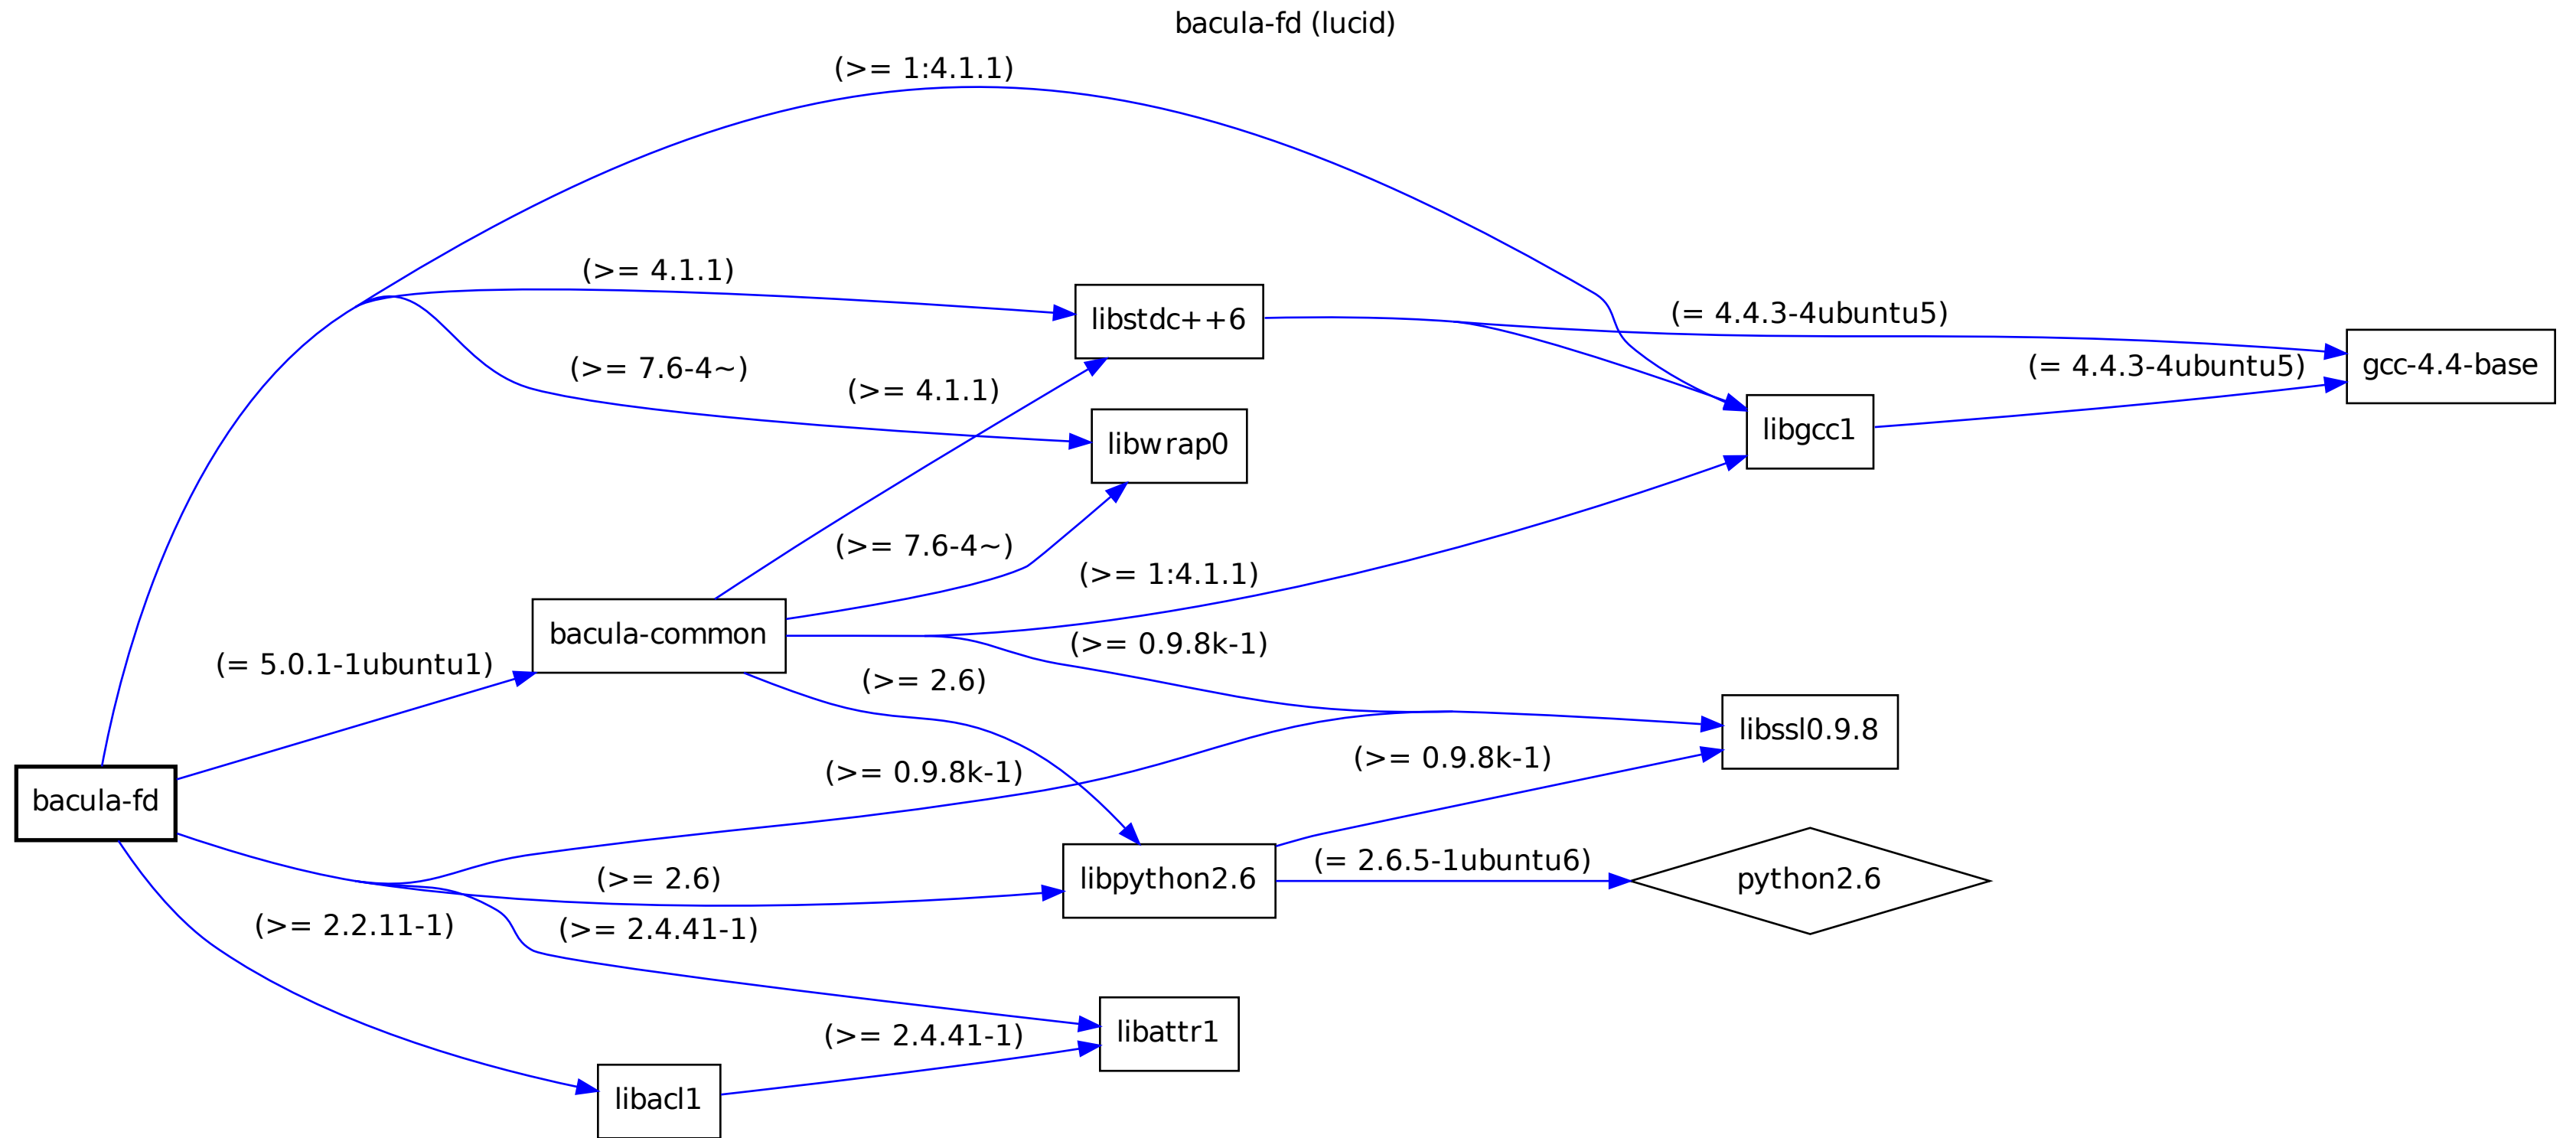 bacula-fd (lucid)
(>= 1:4.1.1)
(>= 4.1.1)
(= 4.4.3-4ubuntu5)
libstdc++6
(>= 7.6-4~)
(= 4.4.3-4ubuntu5)
gcc-4.4-base
(>= 4.1.1)
libwrap0
libgcc1
(>= 7.6-4~)
(>= 1:4.1.1)
bacula-common
(>= 0.9.8k-1)
(= 5.0.1-1ubuntu1)
(>= 2.6)
libssl0.9.8
(>= 0.9.8k-1)
(>= 0.9.8k-1)
bacula-fd
(= 2.6.5-1ubuntu6)
(>= 2.6)
libpython2.6
python2.6
(>= 2.2.11-1)
(>= 2.4.41-1)
libattr1
(>= 2.4.41-1)
libacl1